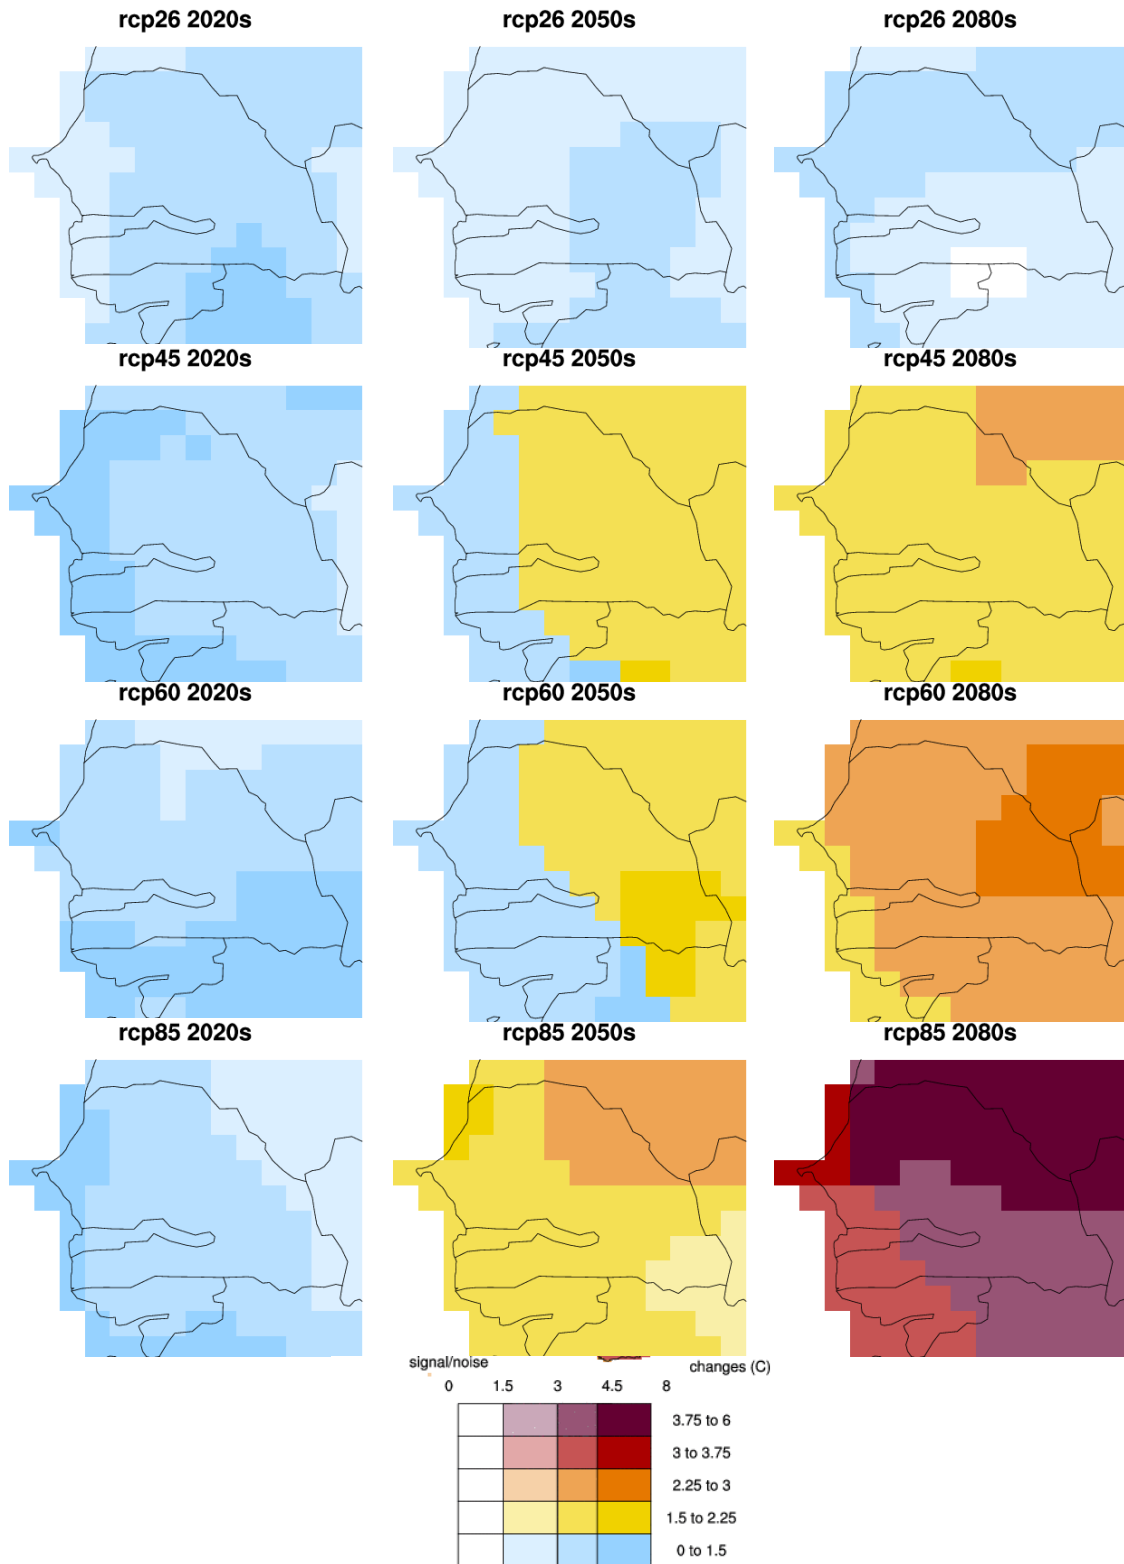 rcp26 2020s rcp26 2050s rcp26 2080s
rcp45 2020s rcp45 2050s rcp45 2080s
rcp60 2020s rcp60 2050s rcp60 2080s
rcp85 2020s rcp85 2050s rcp85 2080s
signal/noise changes (C)
0 1.5 3 4.5 8
3.75 to 6
3 to 3.75
2.25 to 3
1.5 to 2.25
0 to 1.5